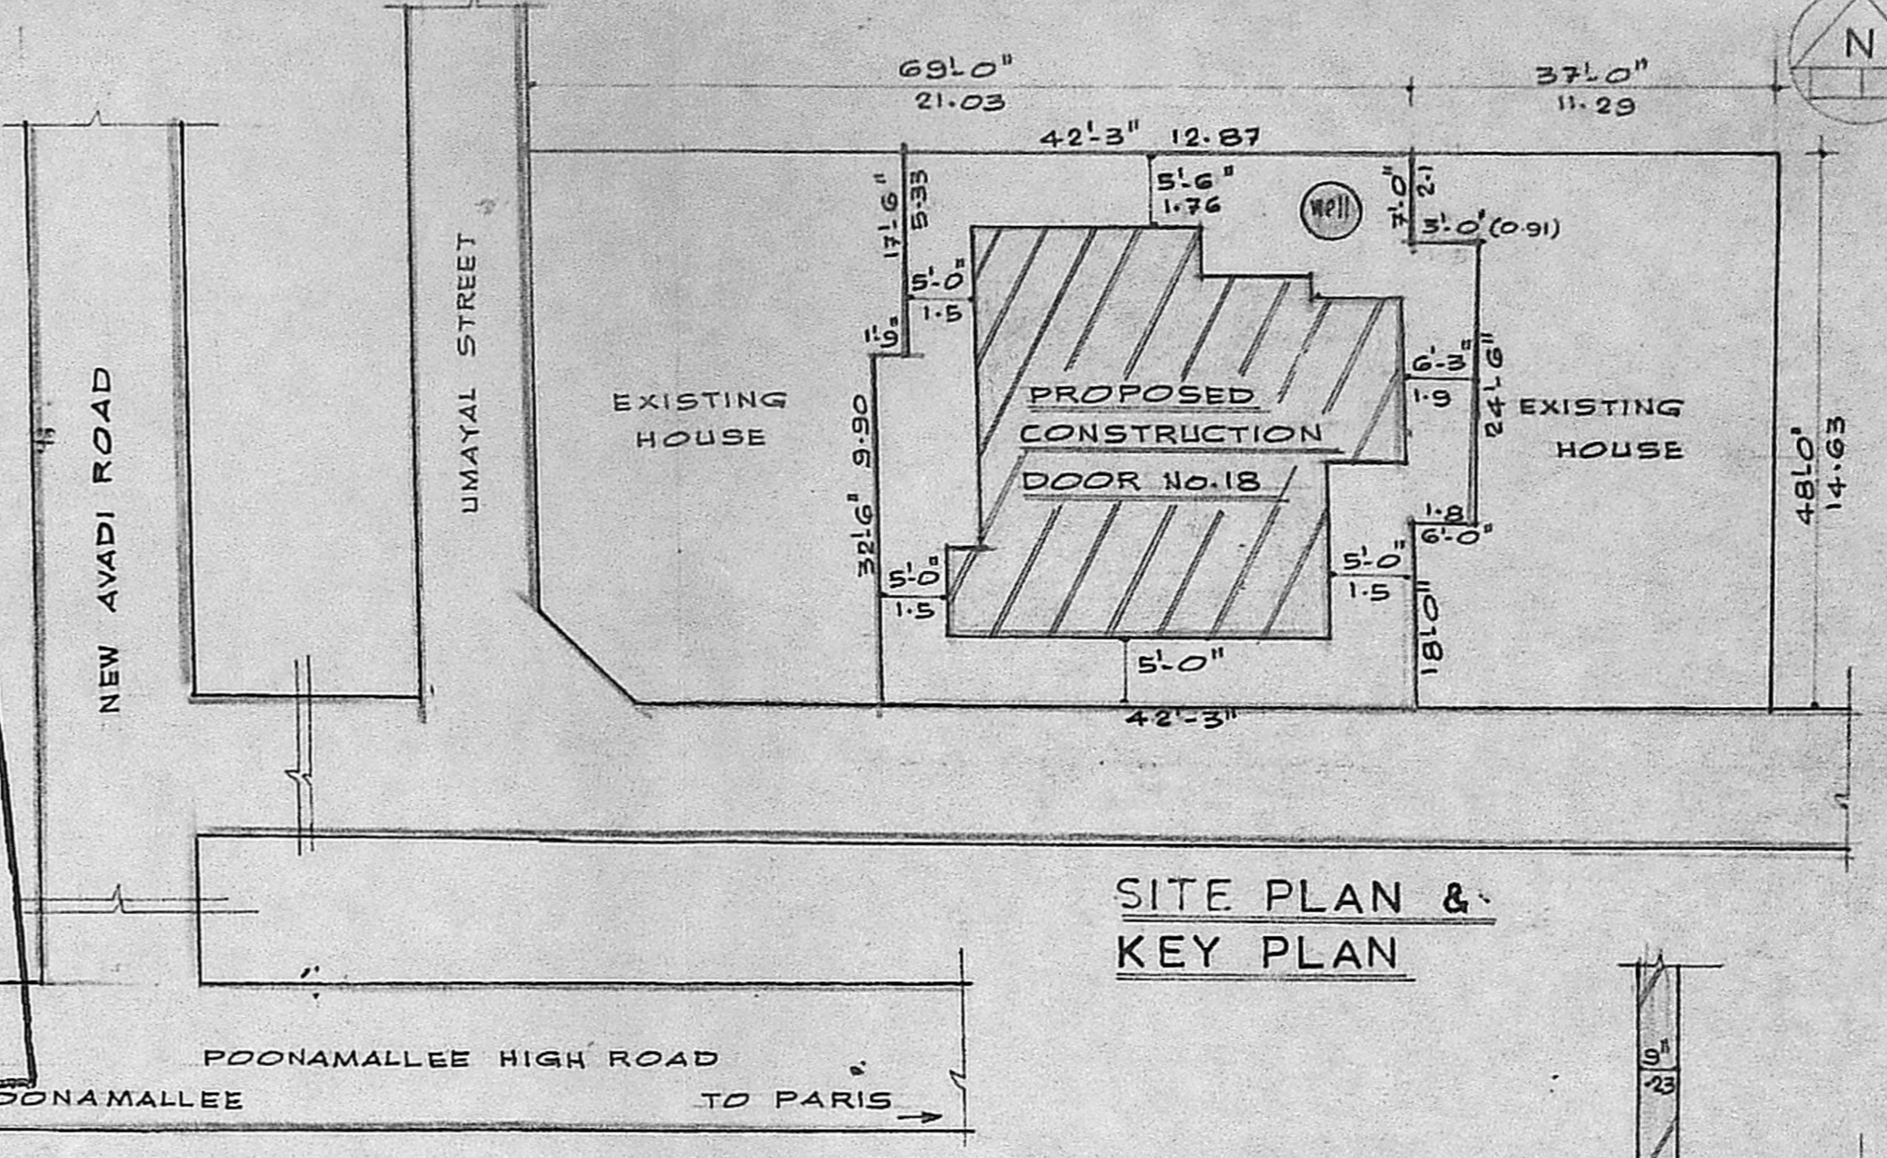 69'-0"
21.03
37'-0"
11.29
N
42'-3" 12.87
17'-6"
5.33
5'-6"
1.76
well
7'-0"
2.1
3'-0" (0.91)
5'-0"
1.5
1'-9"
UMAYAL STREET
NEW AVADI ROAD
EXISTING
HOUSE
32'-6" 9.90
PROPOSED
CONSTRUCTION
DOOR No.18
6'-3"
1.9
24'-6"
EXISTING
HOUSE
48'-0"
14.63
1.8
6'-0"
5'-0"
1.5
5'-0"
1.5
18'-0"
5'-0"
42'-3"
SITE PLAN &
KEY PLAN
POONAMALLEE HIGH ROAD
OONAMALLEE
TO PARIS
9"
.23